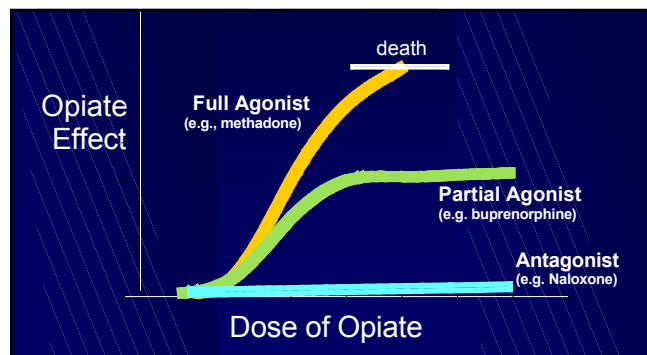 death
Opiate
Effect
Full Agonist
(e.g., methadone)
Partial Agonist
(e.g. buprenorphine)
Antagonist
(e.g. Naloxone)
Dose of Opiate